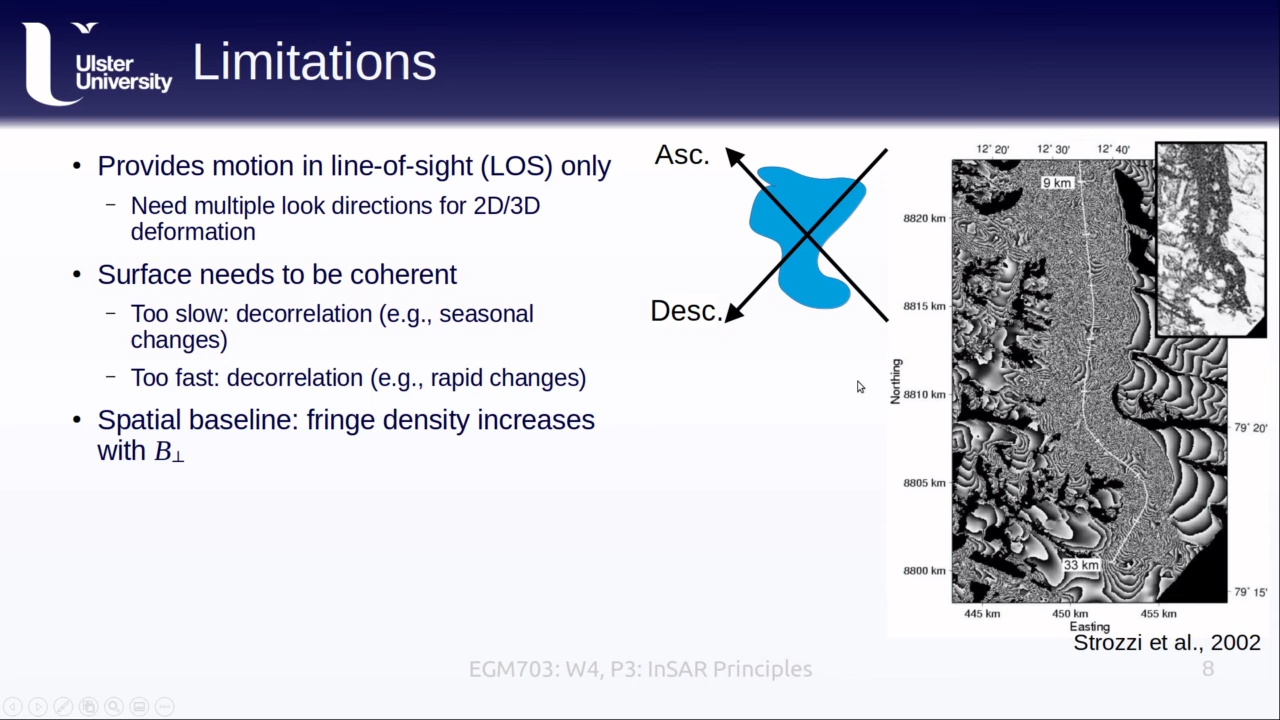 Ulster
University
Limitations
• Provides motion in line-of-sight (LOS) only
– Need multiple look directions for 2D/3D
deformation
• Surface needs to be coherent
– Too slow: decorrelation (e.g., seasonal
changes)
– Too fast: decorrelation (e.g., rapid changes)
• Spatial baseline: fringe density increases
with B⊥
Asc.
Desc.
12° 20' 12° 30' 12° 40'
9 km
8820 km
8815 km
8810 km
8805 km
8800 km
Northing
79° 20'
79° 15'
33 km
445 km 450 km 455 km
Easting
Strozzi et al., 2002
EGM703: W4, P3: InSAR Principles
8